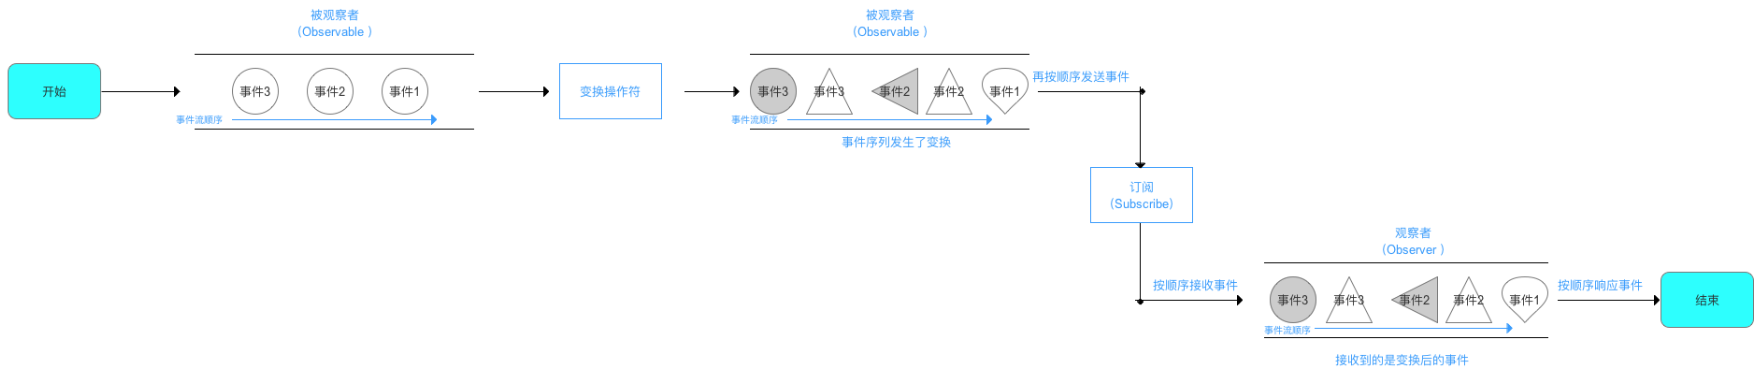 开始
被观察者
(Observable )
事件3
事件2
事件1
事件流顺序
变换操作符
被观察者
(Observable )
事件3
事件3
事件2
事件2
事件1
事件流顺序
事件序列发生了变换
再按顺序发送事件
订阅
(Subscribe)
按顺序接收事件
观察者
(Observer )
事件3
事件3
事件2
事件2
事件1
事件流顺序
接收到的是变换后的事件
按顺序响应事件
结束